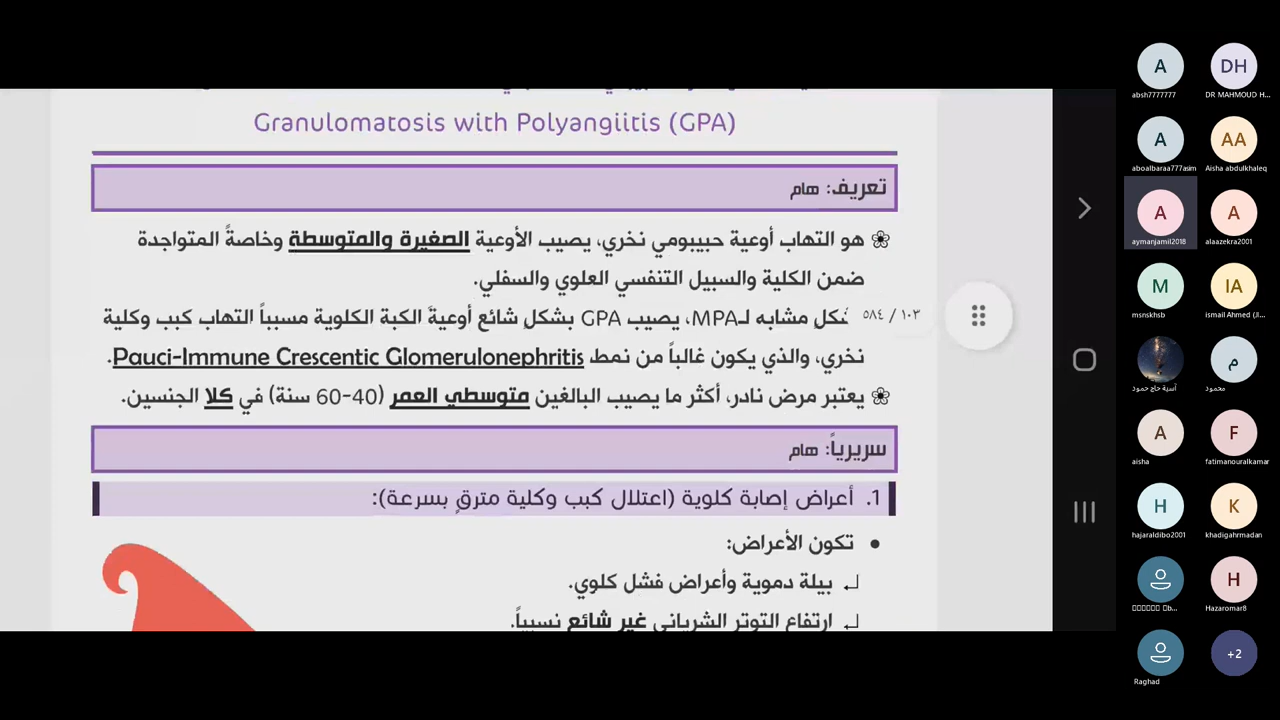 Granulomatosis with Polyangiitis (GPA)
تعريف: هام
هو التهاب أوعية حبيبومي نخري، يصيب الأوعية الصغيرة والمتوسطة وخاصةً المتواجدة
ضمن الكلية والسبيل التنفسي العلوي والسفلي.
١٠٣ / ٥٨٤
مشابه لـMPA، يصيب GPA بشكل شائع أوعية الكبة الكلوية مسبباً التهاب كبب وكلية
نخري، والذي يكون غالباً من نمط Pauci-Immune Crescentic Glomerulonephritis.
يعتبر مرض نادر، أكثر ما يصيب البالغين متوسطي العمر (40-60 سنة) في كلا الجنسين.
سريرياً: هام
1. أعراض إصابة كلوية (اعتلال كبب وكلية مترقٍ بسرعة):
تكون الأعراض:
بيلة دموية وأعراض فشل كلوي.
ارتفاع التوتر الشرياني غير شائع نسبياً.
A
absh7777777
DH
DR MAHMOUD H...
A
aboalbaraa777asim
AA
Aisha abdulkhaleq
A
aymanjamil2018
A
alaazekra2001
M
msnskhsb
IA
ismail Ahmed (ال...
آسية حاج حمود
م
محمود
A
aisha
F
fatimanouralkamar
H
hajaraldibo2001
K
khadigahrmadan
H
Hazaromar8
Raghad
+2